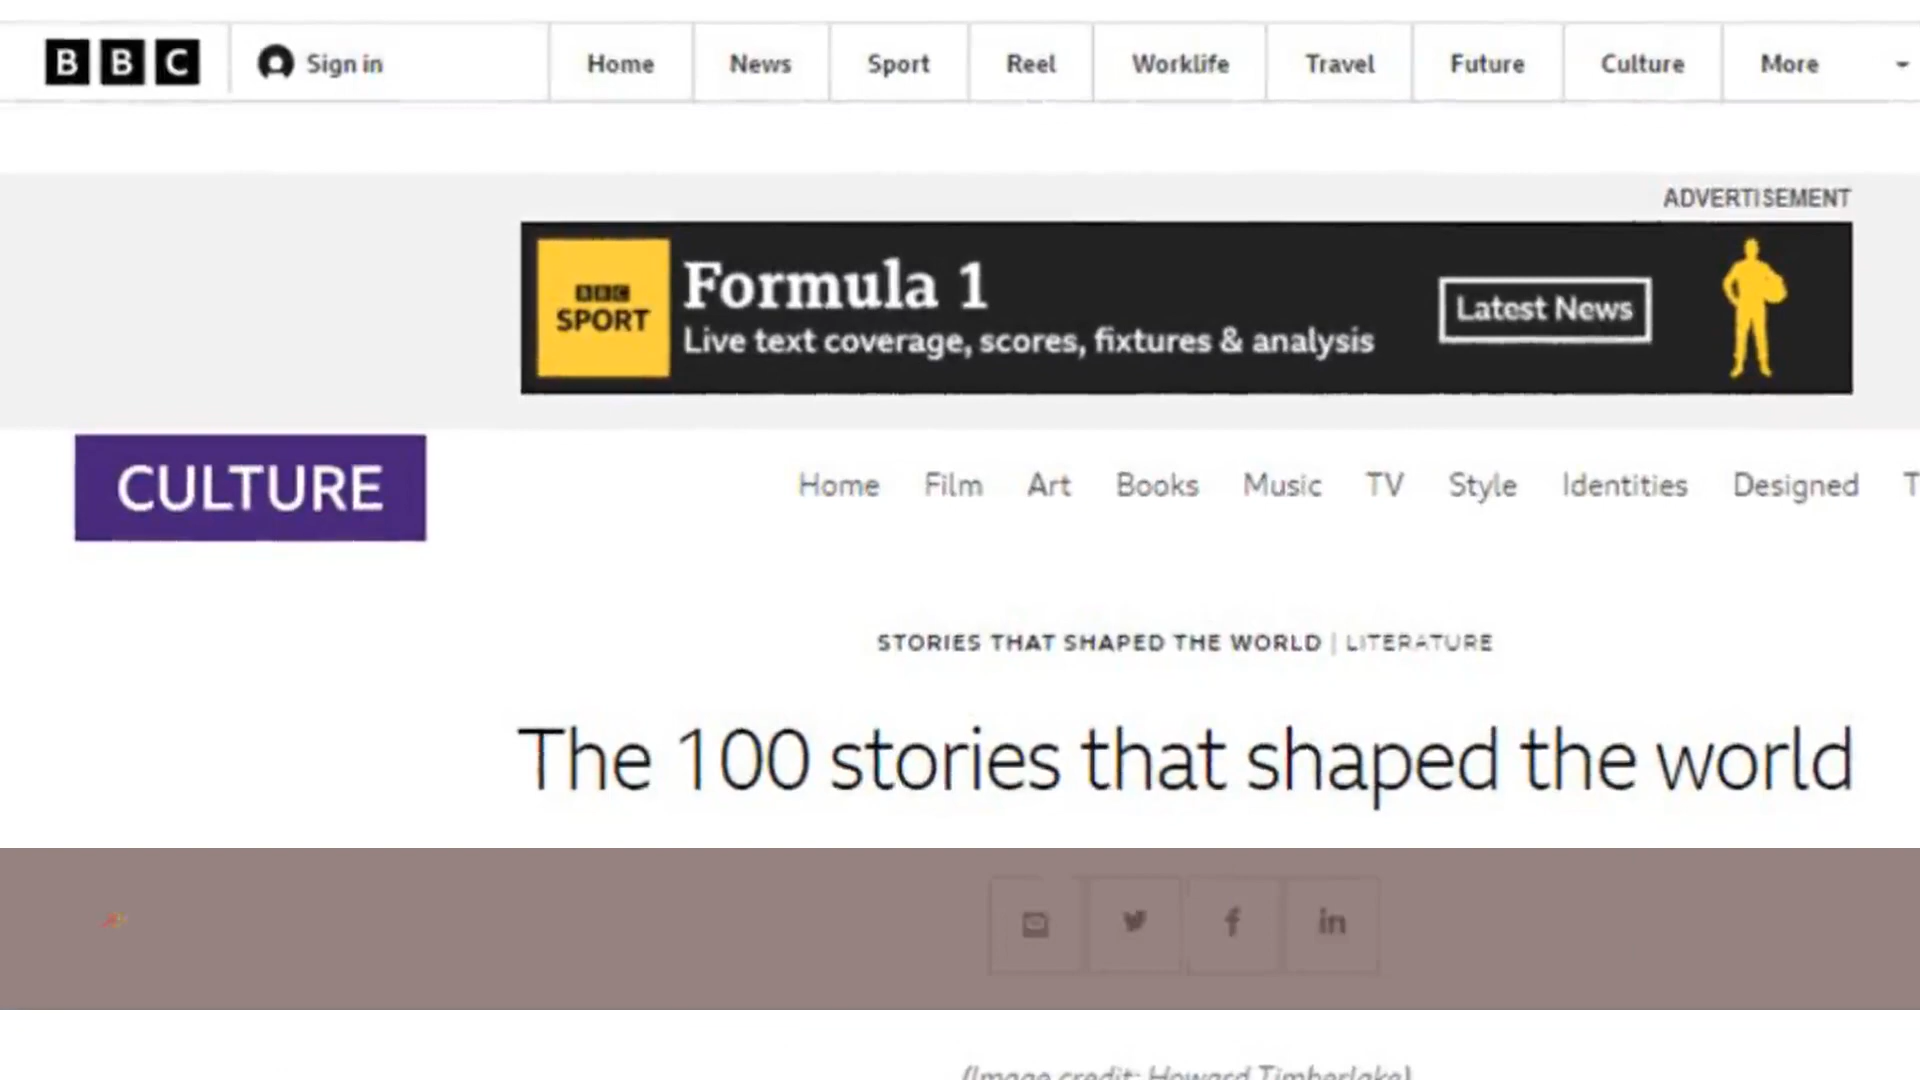 BBC Sign in Home News Sport Reel Worklife Travel Future Culture More
ADVERTISEMENT
BBC SPORT
Formula 1
Live text coverage, scores, fixtures & analysis
Latest News
CULTURE
Home Film Art Books Music TV Style Identities Designed
STORIES THAT SHAPED THE WORLD | LITERATURE
The 100 stories that shaped the world
f in
(Image credit: Howard Timberlake)